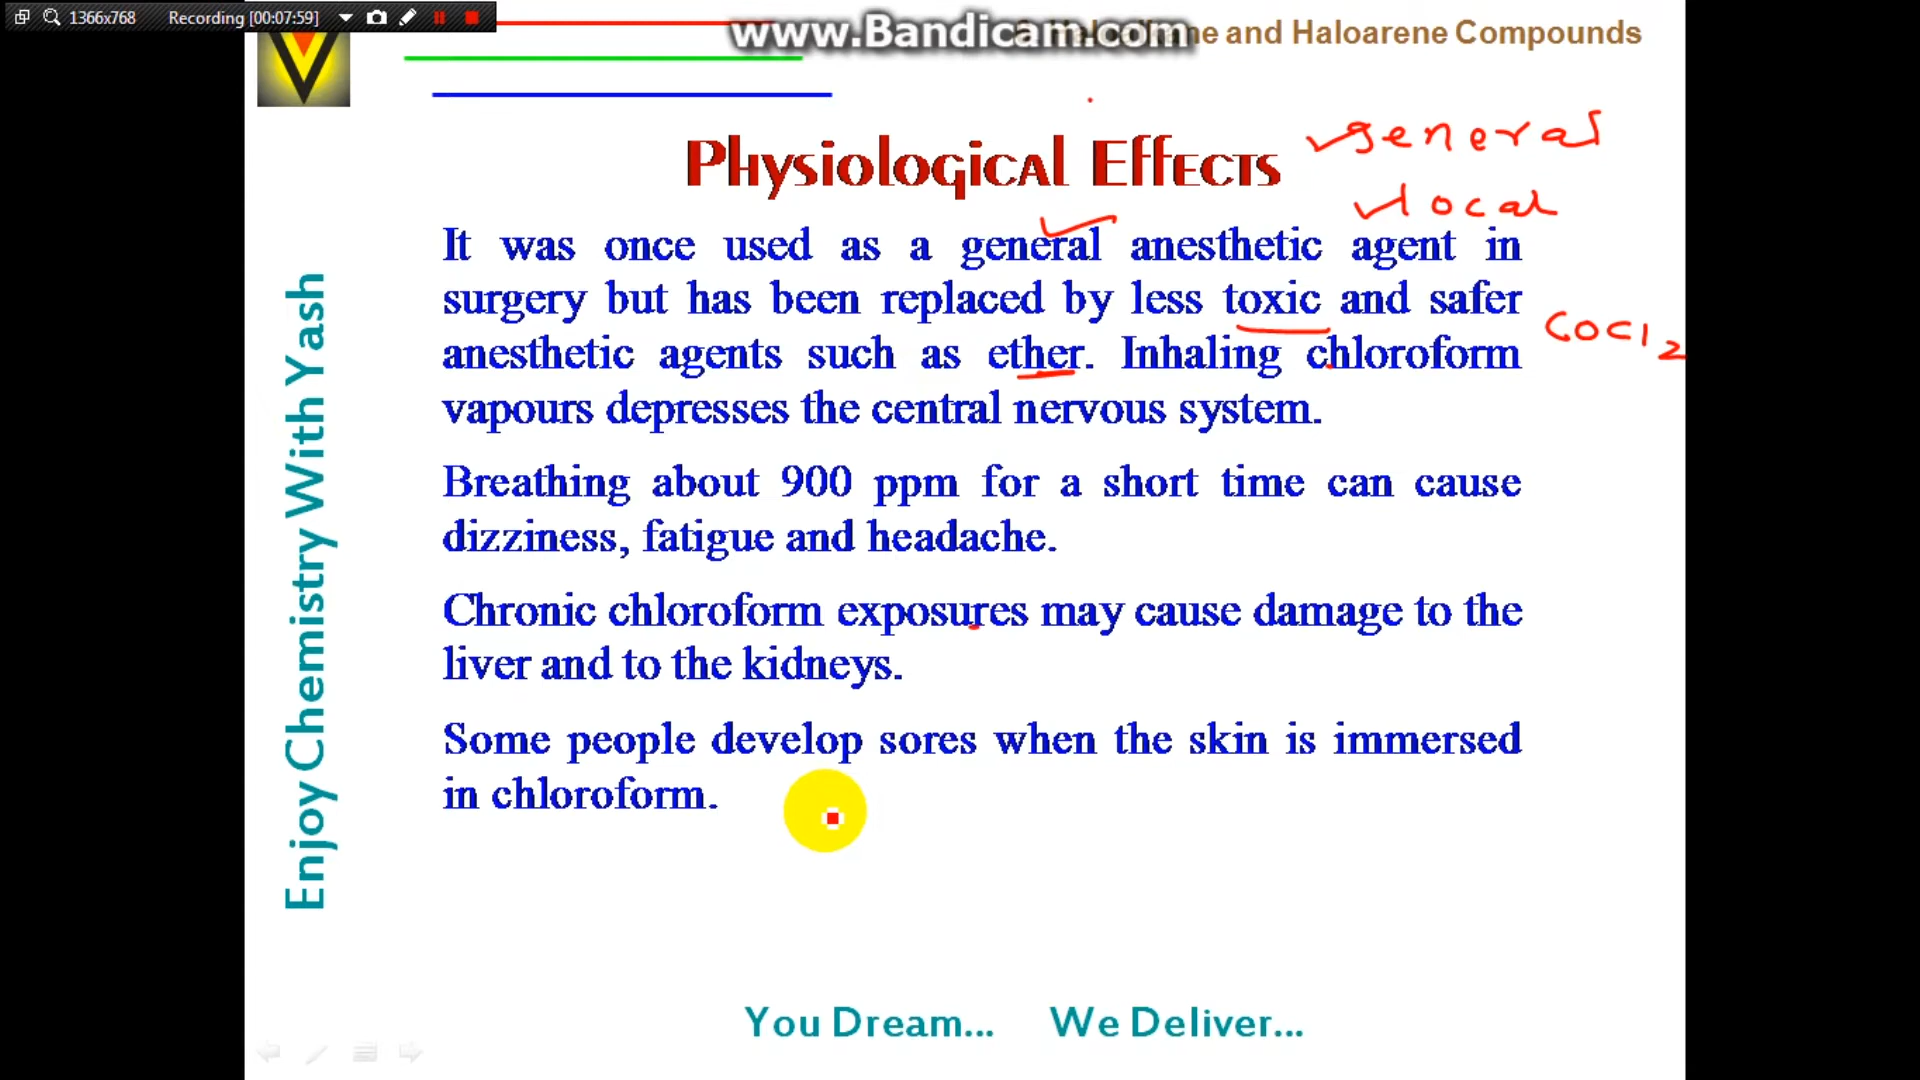 1366x768 Recording [00:07:59]
www.Bandicam.com ne and Haloarene Compounds
Physiological Effects
general
local
It was once used as a general anesthetic agent in
surgery but has been replaced by less toxic and safer
COCl2
anesthetic agents such as ether. Inhaling chloroform
vapours depresses the central nervous system.
Breathing about 900 ppm for a short time can cause
dizziness, fatigue and headache.
Chronic chloroform exposures may cause damage to the
liver and to the kidneys.
Some people develop sores when the skin is immersed
in chloroform.
Enjoy Chemistry With Yash
You Dream... We Deliver...